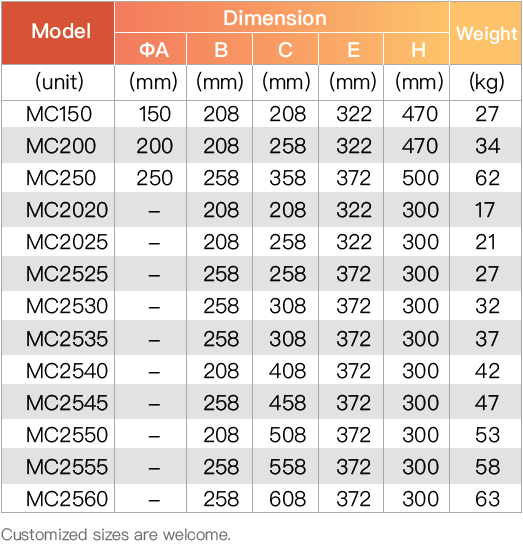 Model Dimension Weight
ΦA B C E H
(unit) (mm) (mm) (mm) (mm) (mm) (kg)
MC150 150 208 208 322 470 27
MC200 200 208 258 322 470 34
MC250 250 258 358 372 500 62
MC2020 – 208 208 322 300 17
MC2025 – 208 258 322 300 21
MC2525 – 258 258 372 300 27
MC2530 – 258 308 372 300 32
MC2535 – 258 308 372 300 37
MC2540 – 208 408 372 300 42
MC2545 – 258 458 372 300 47
MC2550 – 208 508 372 300 53
MC2555 – 258 558 372 300 58
MC2560 – 258 608 372 300 63
Customized sizes are welcome.